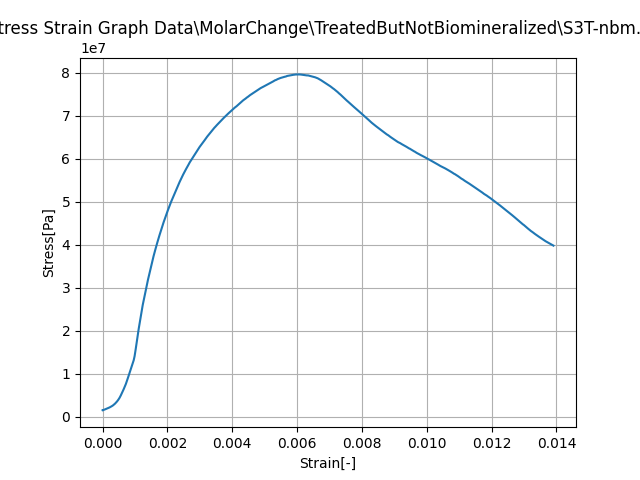 tress Strain Graph Data\MolarChange\TreatedButNotBiomineralized\S3T-nbm.
1e7
8
7
6
5
4
3
2
1
0
Stress[Pa]
0.000 0.002 0.004 0.006 0.008 0.010 0.012 0.014
Strain[-]